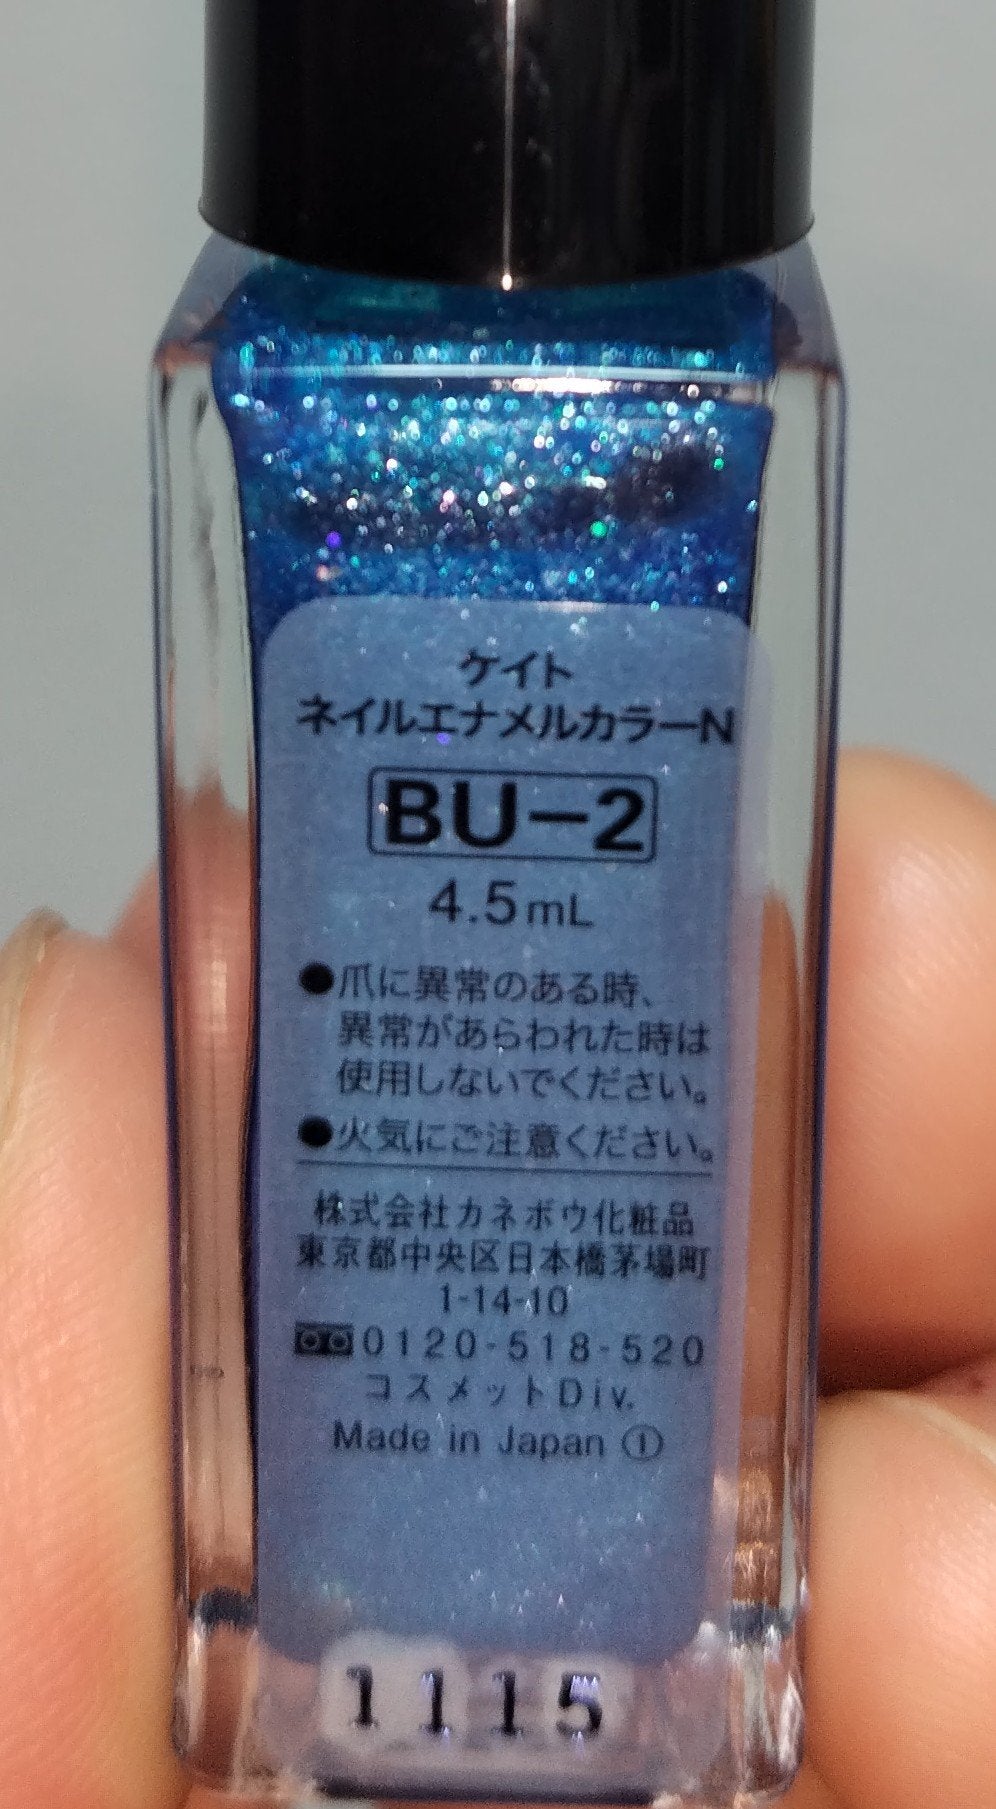 ケイト
ネイルエナメルカラーN
BU-2
4.5mL
●爪に異常のある時、
異常があらわれた時は
使用しないでください。
●火気にご注意ください。
株式会社カネボウ化粧品
東京都中央区日本橋茅場町
1-14-10
0120-518-520
コスメットDiv.
Made in Japan ①
1115